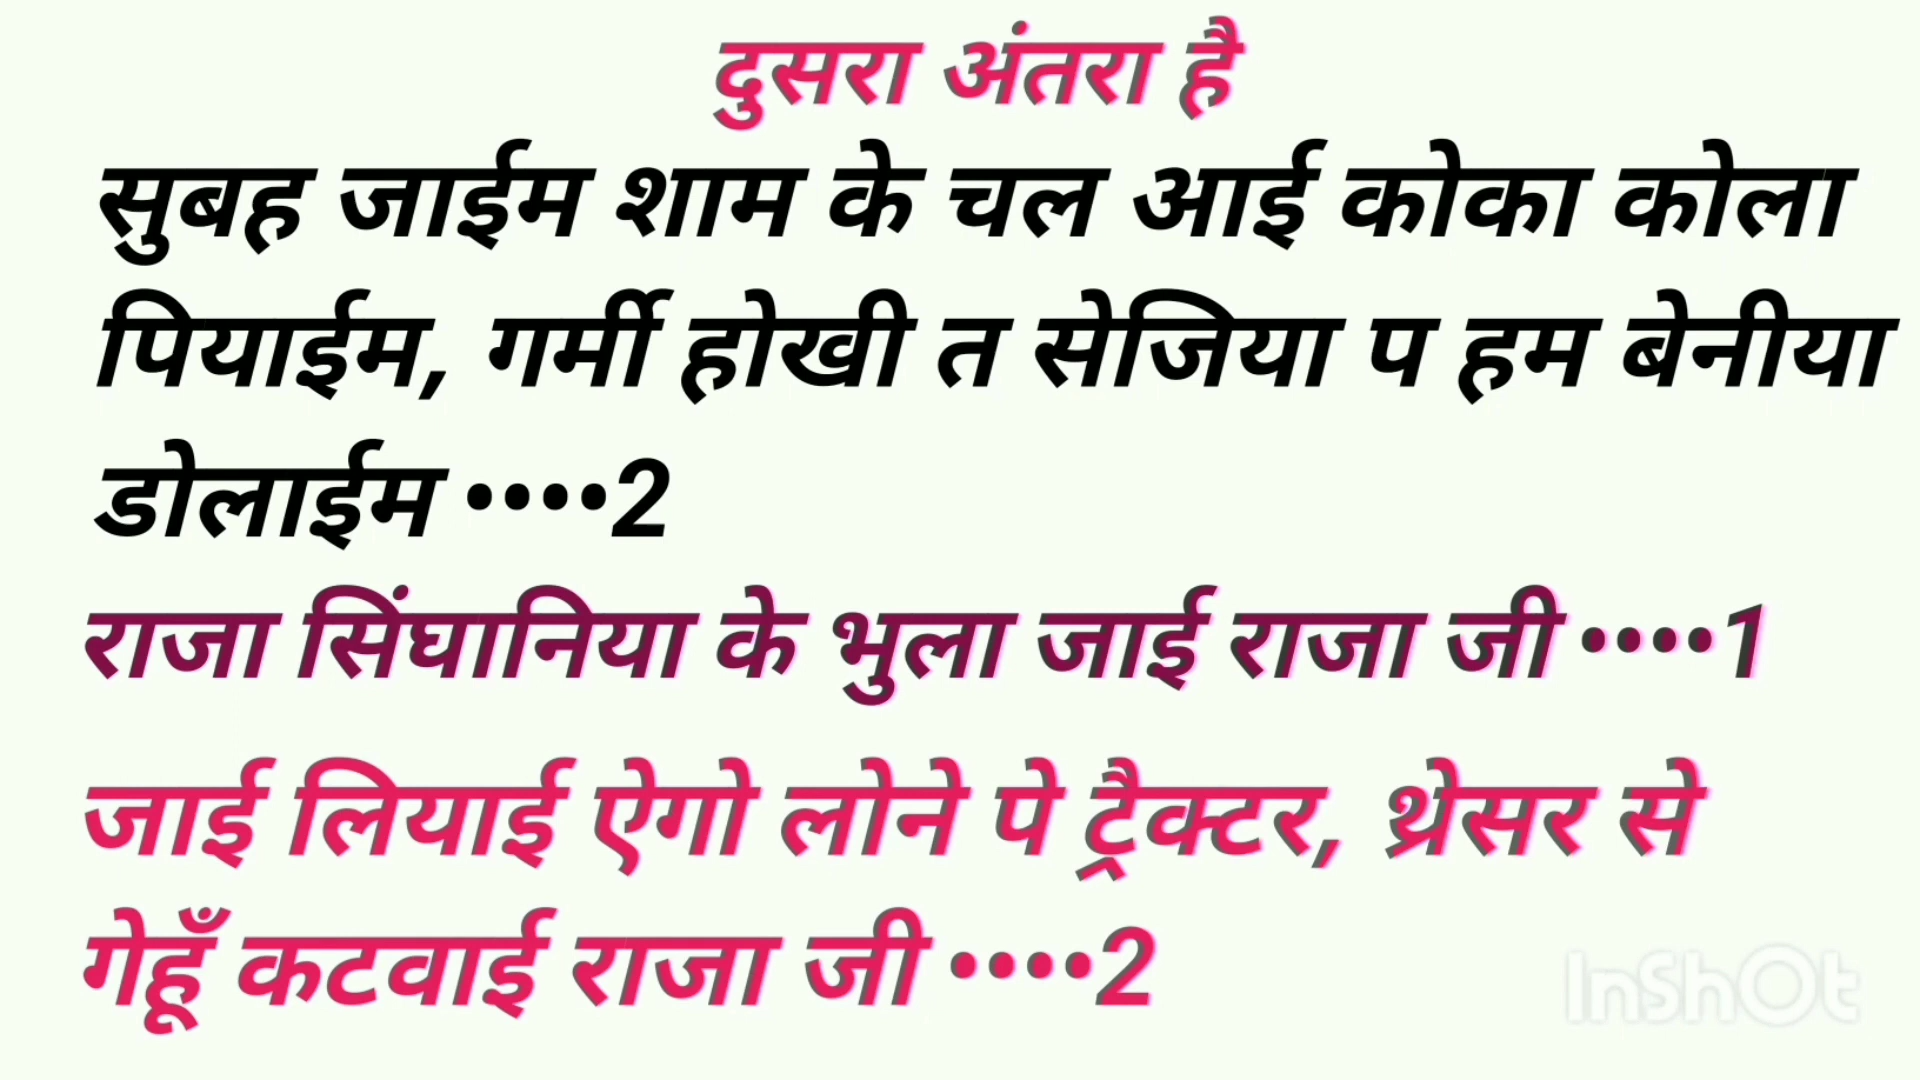 दुसरा अंतरा है
सुबह जाईम शाम के चल आई कोका कोला
पियाईम, गर्मी होखी त सेजिया प हम बेनीया
डोलाईम ••••2
राजा सिंघानिया के भुला जाई राजा जी ••••1
जाई लियाई ऐगो लोने पे ट्रैक्टर, थ्रेसर से
गेहूँ कटवाई राजा जी ••••2
InShOt